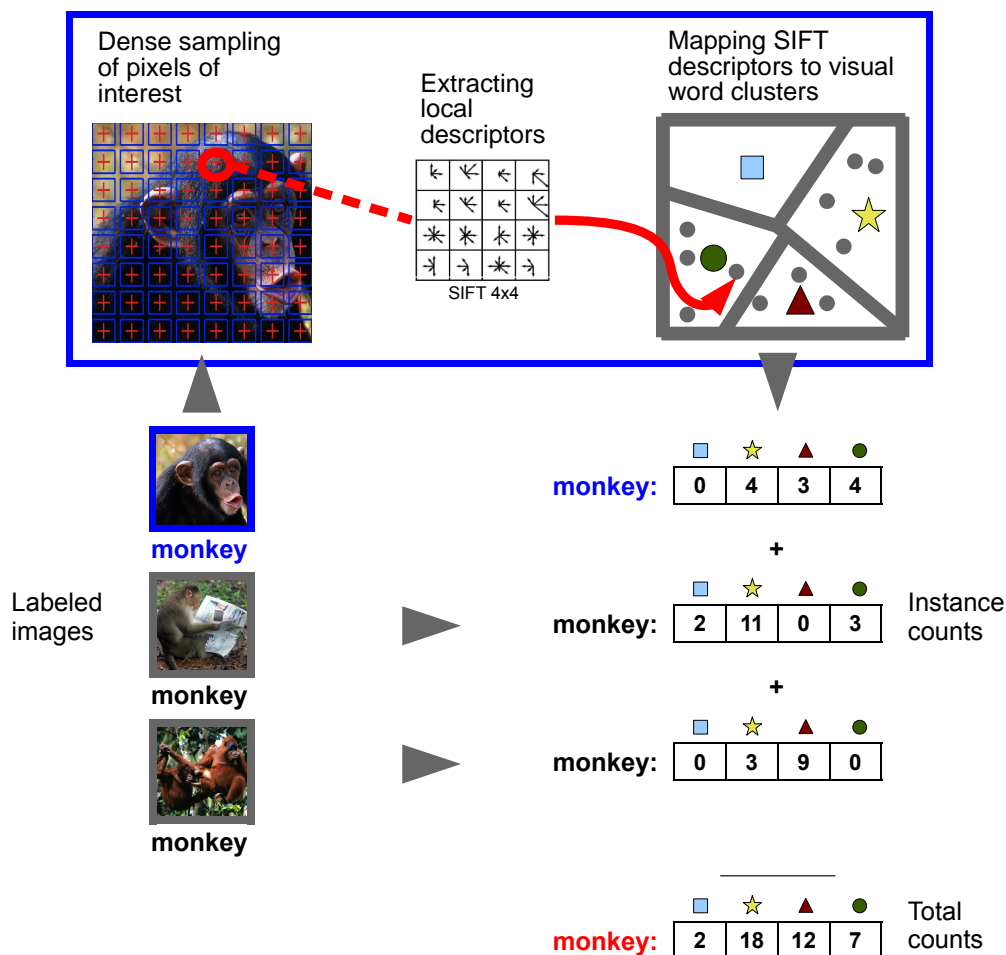 Dense sampling
of pixels of
interest
Extracting
local
descriptors
SIFT 4x4
Mapping SIFT
descriptors to visual
word clusters
monkey
monkey
monkey
Labeled
images
monkey: 0 4 3 4
+
monkey: 2 11 0 3
Instance
counts
+
monkey: 0 3 9 0
monkey: 2 18 12 7
Total
counts